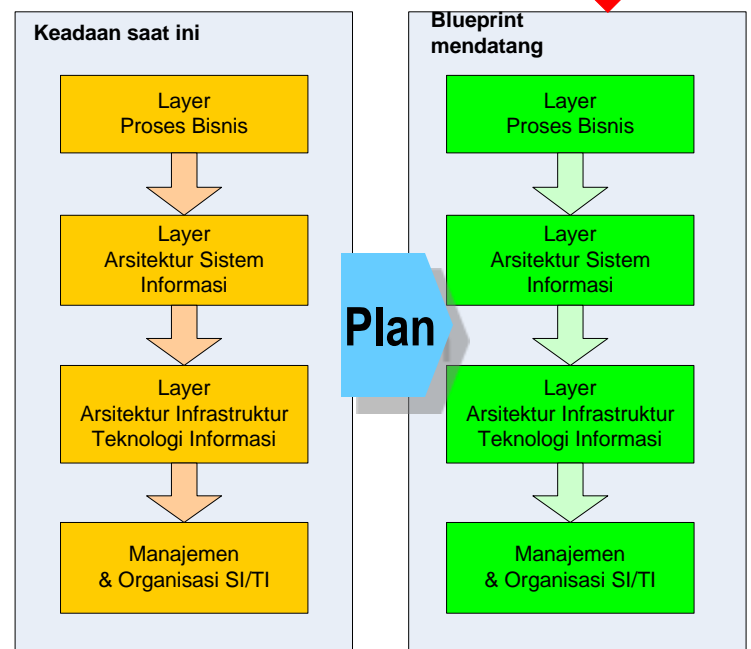 Keadaan saat ini
Layer
Proses Bisnis
Layer
Arsitektur Sistem
Informasi
Layer
Arsitektur Infrastruktur
Teknologi Informasi
Manajemen
& Organisasi SI/TI
Plan
Blueprint
mendatang
Layer
Proses Bisnis
Layer
Arsitektur Sistem
Informasi
Layer
Arsitektur Infrastruktur
Teknologi Informasi
Manajemen
& Organisasi SI/TI